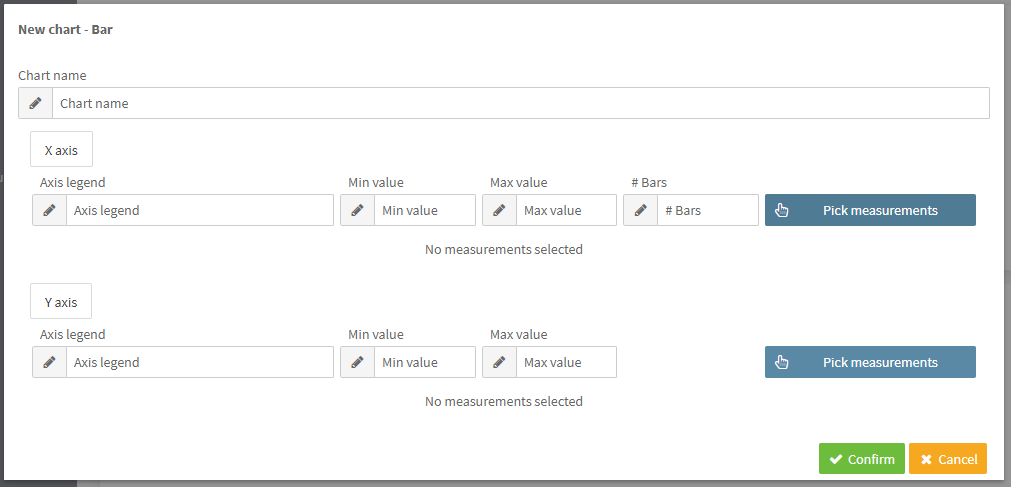 New chart - Bar
Chart name
Chart name
X axis
Axis legend Min value Max value # Bars
Axis legend Min value Max value # Bars Pick measurements
No measurements selected
Y axis
Axis legend Min value Max value
Axis legend Min value Max value Pick measurements
No measurements selected
Confirm Cancel